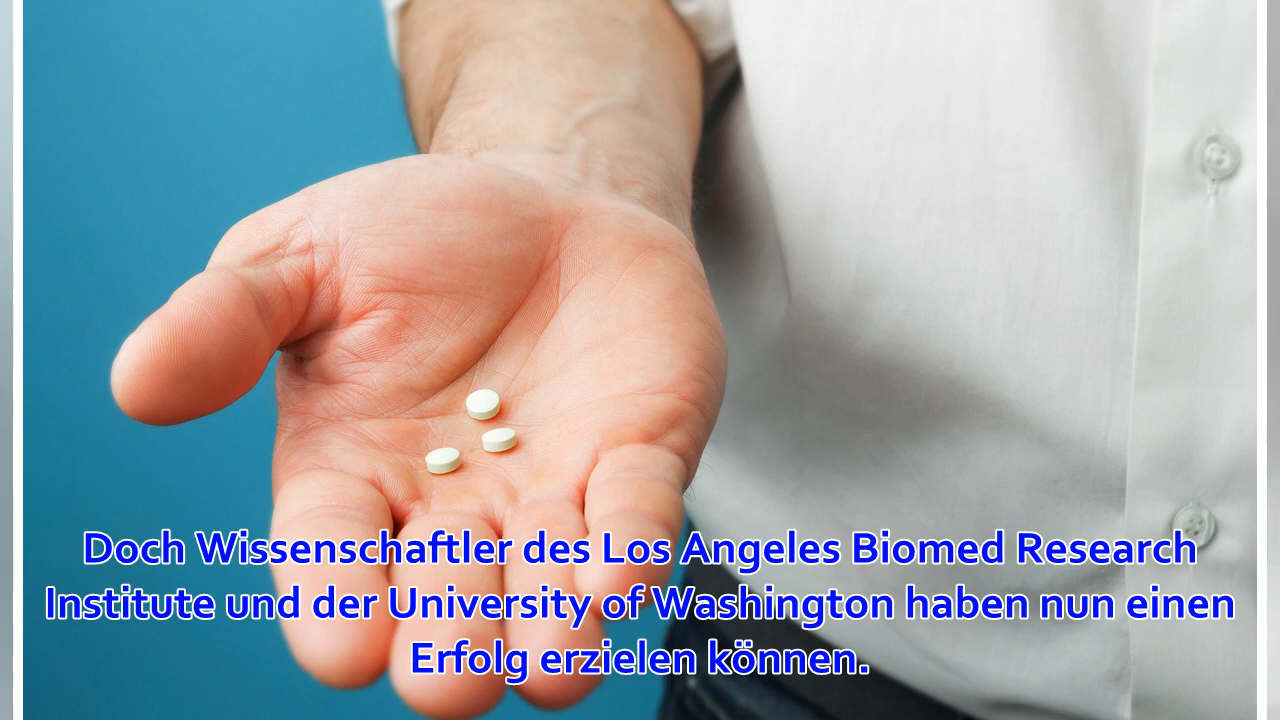 Doch Wissenschaftler des Los Angeles Biomed Research
Institute und der University of Washington haben nun einen
Erfolg erzielen können.